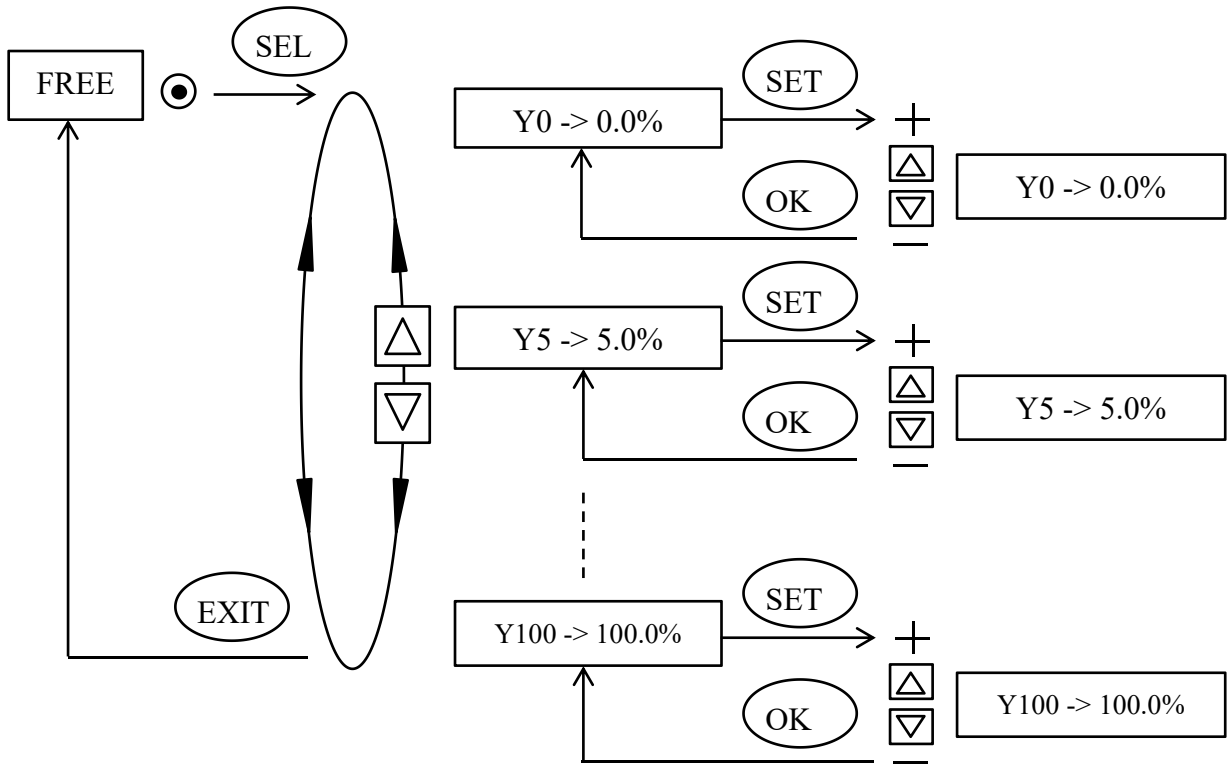 SEL
FREE
SET
Y0 -> 0.0%
+
OK
Y0 -> 0.0%
—
SET
Y5 -> 5.0%
+
OK
Y5 -> 5.0%
—
EXIT
SET
Y100 -> 100.0%
+
OK
Y100 -> 100.0%
—